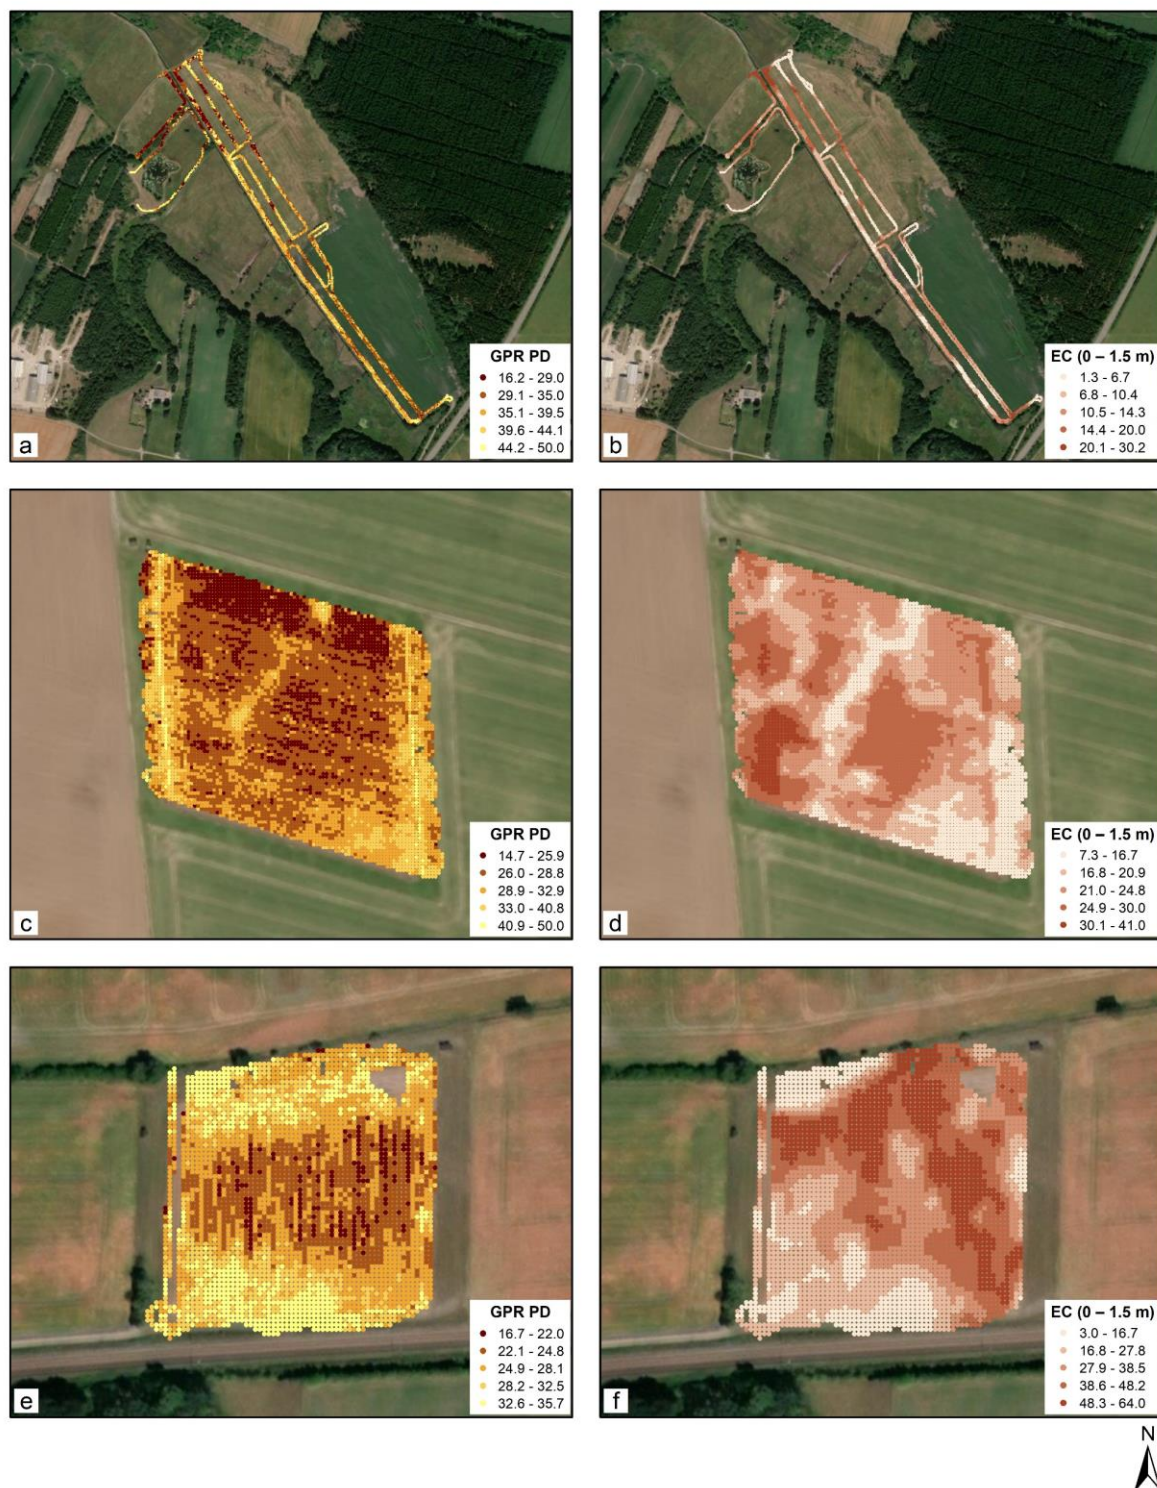 GPR PD
16.2 - 29.0
29.1 - 35.0
35.1 - 39.5
39.6 - 44.1
44.2 - 50.0
a
EC (0 – 1.5 m)
1.3 - 6.7
6.8 - 10.4
10.5 - 14.3
14.4 - 20.0
20.1 - 30.2
b
GPR PD
14.7 - 25.9
26.0 - 28.8
28.9 - 32.9
33.0 - 40.8
40.9 - 50.0
c
EC (0 – 1.5 m)
7.3 - 16.7
16.8 - 20.9
21.0 - 24.8
24.9 - 30.0
30.1 - 41.0
d
GPR PD
16.7 - 22.0
22.1 - 24.8
24.9 - 28.1
28.2 - 32.5
32.6 - 35.7
e
EC (0 – 1.5 m)
3.0 - 16.7
16.8 - 27.8
27.9 - 38.5
38.6 - 48.2
48.3 - 64.0
f
N